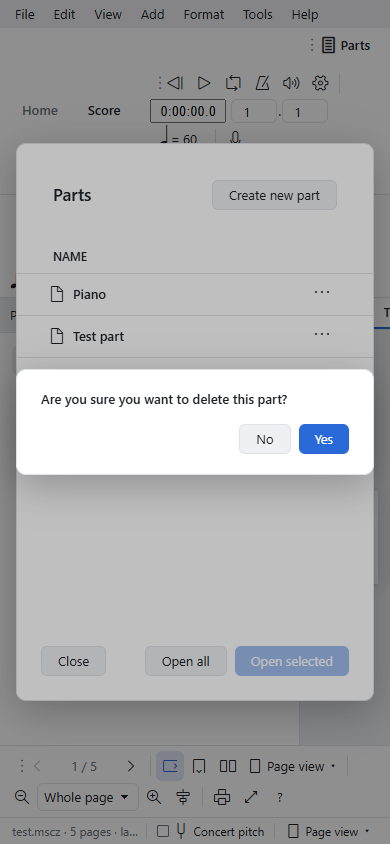 File Edit View Add Format Tools Help
Parts
Home Score 0:00:00.0 1 . 1
= 60
Parts Create new part
NAME
Piano ...
Test part ...
Are you sure you want to delete this part?
No Yes
Close Open all Open selected
1 / 5 Page view
Whole page ?
test.mscz · 5 pages · la... Concert pitch Page view